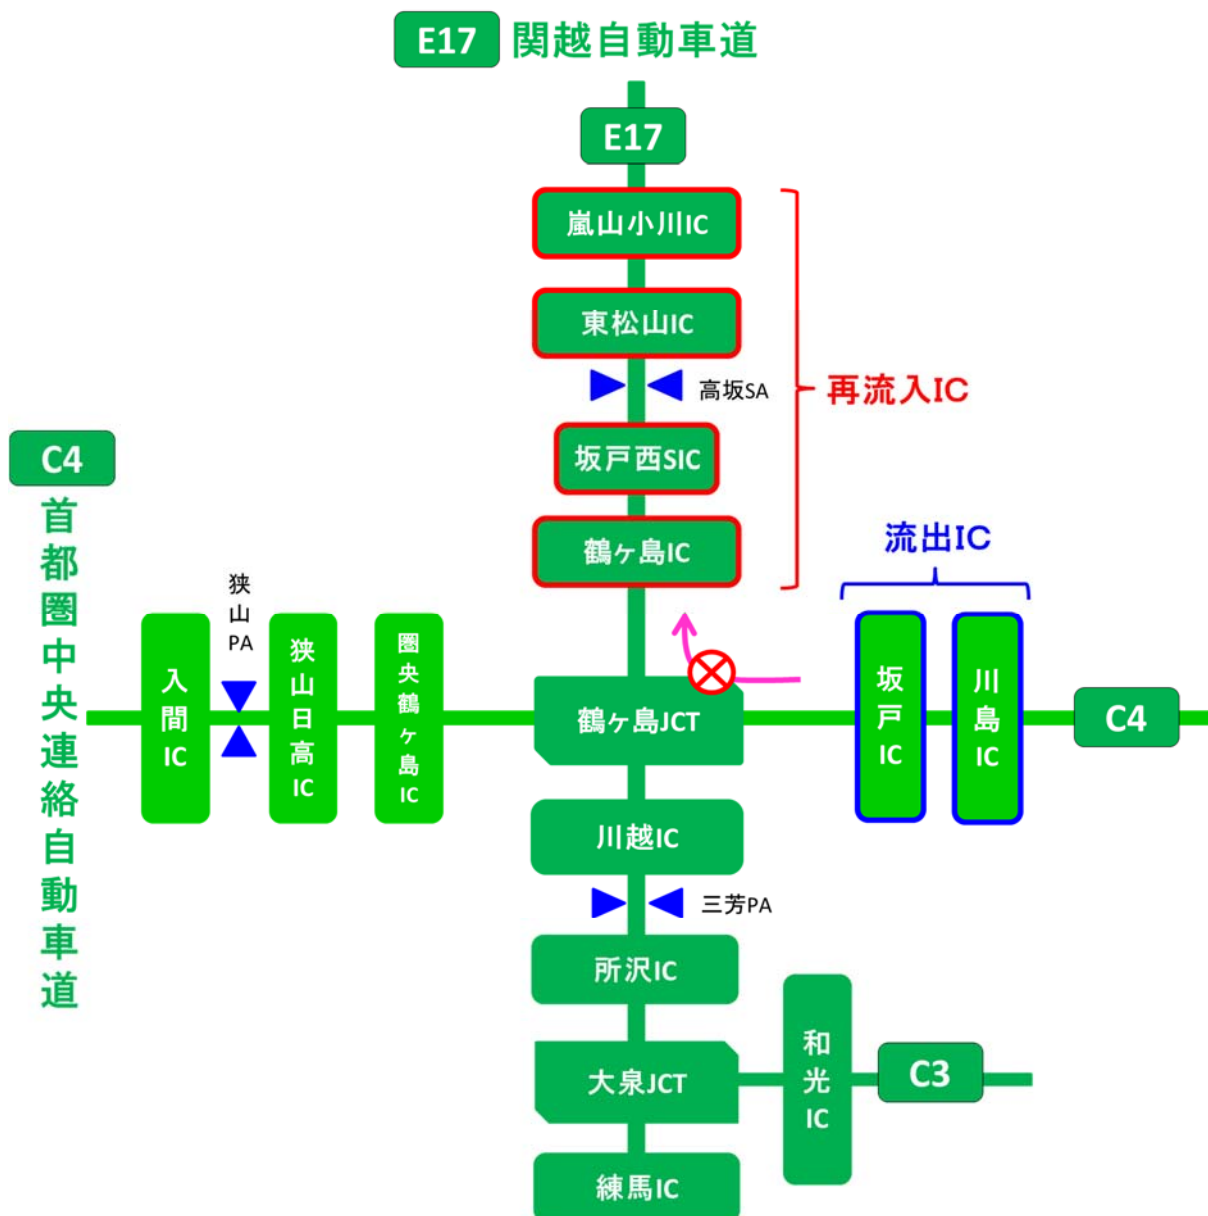 E17 関越自動車道
E17
嵐山小川IC
東松山IC
高坂SA
再流入IC
坂戸西SIC
鶴ヶ島IC
流出IC
C4
首都圏中央連絡自動車道
入間IC
狭山PA
狭山日高IC
圏央鶴ヶ島IC
鶴ヶ島JCT
坂戸IC
川島IC
C4
川越IC
三芳PA
所沢IC
大泉JCT
和光IC
C3
練馬IC